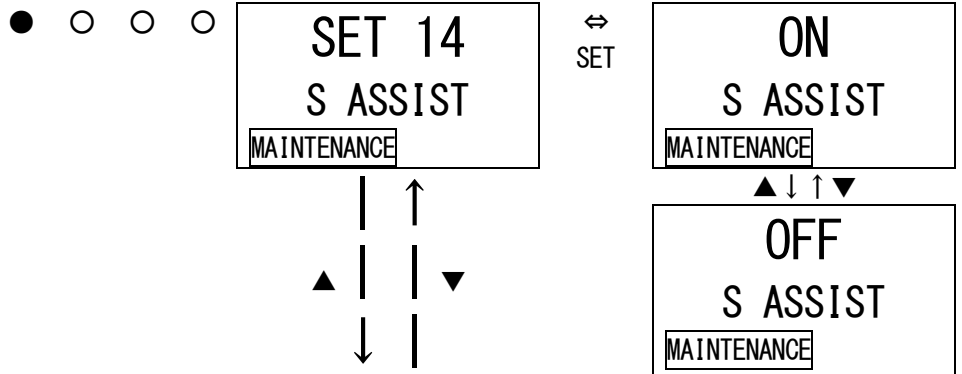 ● ○ ○ ○
SET 14
S ASSIST
MAINTENANCE
⇔
SET
ON
S ASSIST
MAINTENANCE
▲↓↑▼
OFF
S ASSIST
MAINTENANCE
▲ ↓ ↑ ▼